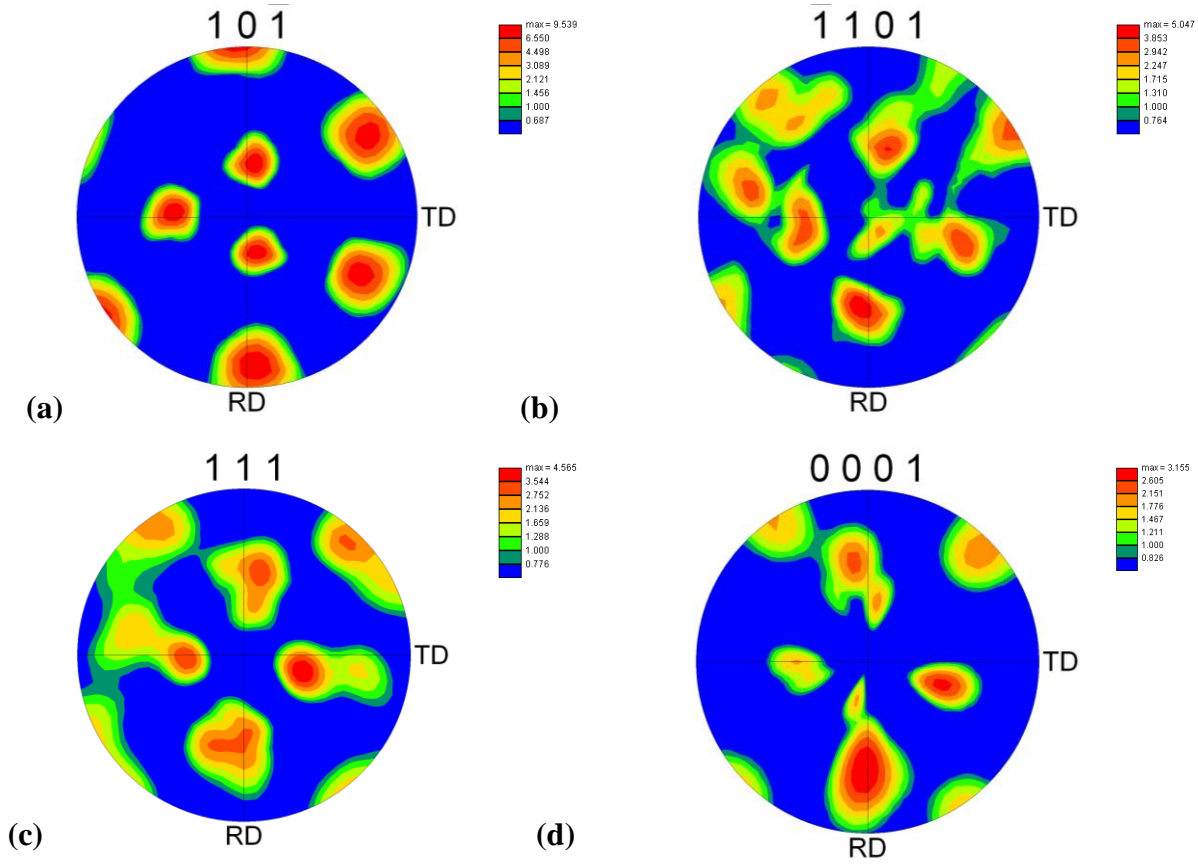 1 0 1̅
max = 9.539
6.550
4.498
3.089
2.121
1.456
1.000
0.687
TD
RD
(a)
1̅ 1 0 1
max = 5.047
3.853
2.942
2.247
1.715
1.310
1.000
0.764
TD
RD
(b)
1 1 1
max = 4.565
3.544
2.752
2.136
1.659
1.288
1.000
0.776
TD
RD
(c)
0 0 0 1
max = 3.155
2.605
2.151
1.776
1.467
1.211
1.000
0.826
TD
RD
(d)